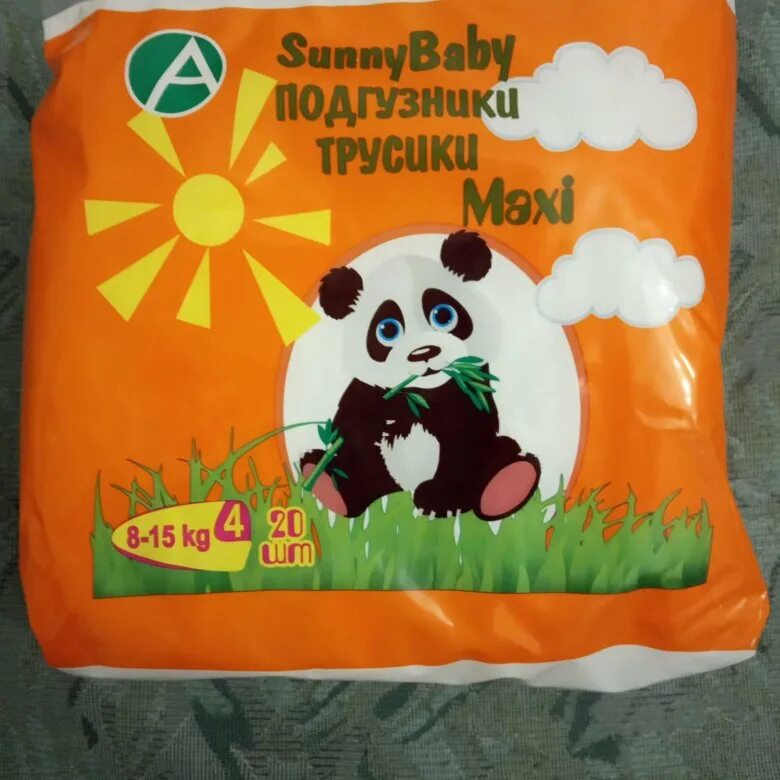 A
SunnyBaby
ПОДГУЗНИКИ
ТРУСИКИ
Maxi
8-15 kg 4
20
шт